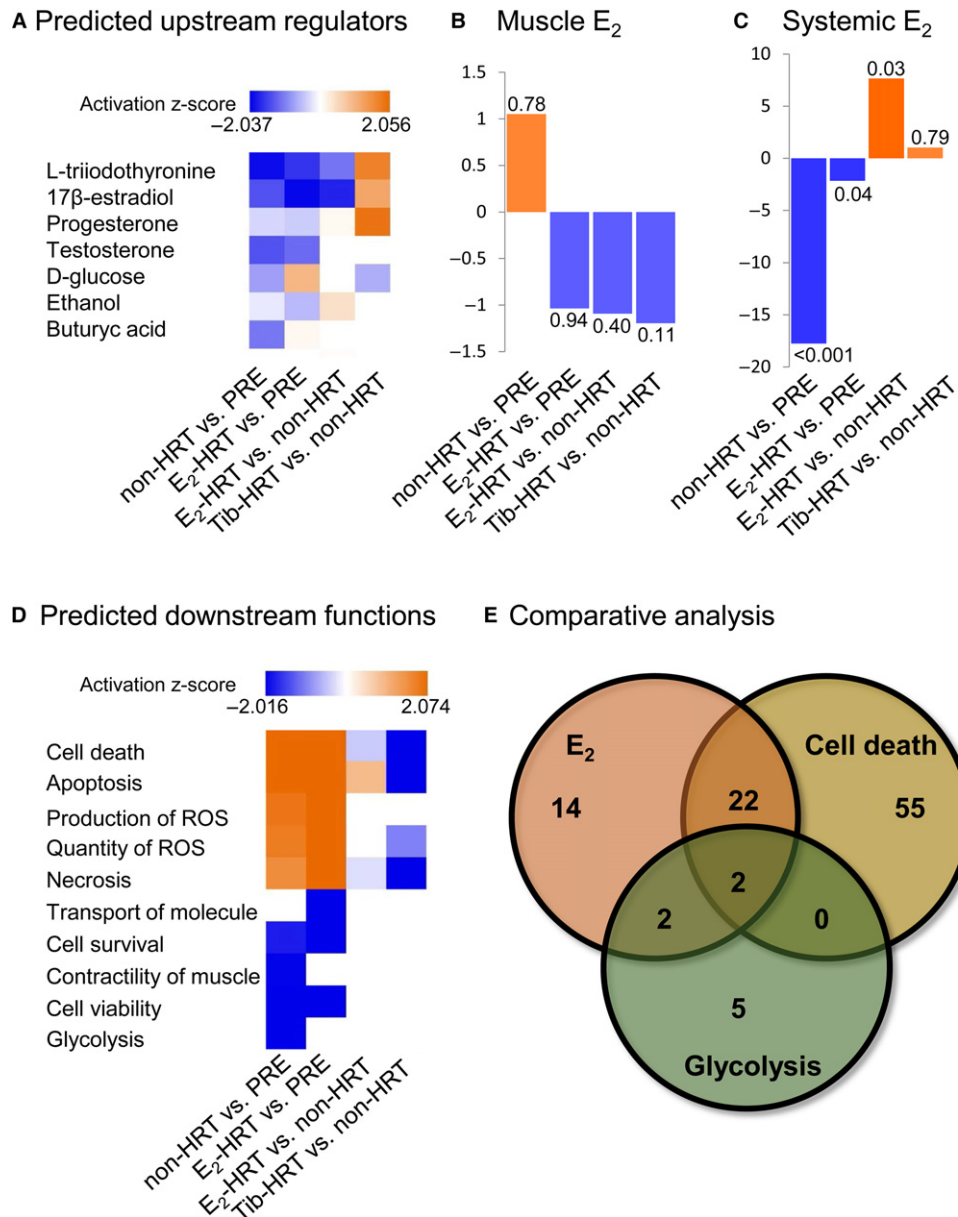 A Predicted upstream regulators
Activation z-score
−2.037 2.056
L-triiodothyronine
17β-estradiol
Progesterone
Testosterone
D-glucose
Ethanol
Buturyc acid
non-HRT vs. PRE
E₂-HRT vs. PRE
E₂-HRT vs. non-HRT
Tib-HRT vs. non-HRT
B Muscle E₂
1
0.5
0
−0.5
−1
−1.5
0.78
0.94
0.40
0.11
non-HRT vs. PRE
E₂-HRT vs. PRE
E₂-HRT vs. non-HRT
Tib-HRT vs. non-HRT
C Systemic E₂
10
5
0
−5
−10
−15
−20
<0.001
0.04
0.03
0.79
non-HRT vs. PRE
E₂-HRT vs. PRE
E₂-HRT vs. non-HRT
Tib-HRT vs. non-HRT
D Predicted downstream functions
Activation z-score
−2.016 2.074
Cell death
Apoptosis
Production of ROS
Quantity of ROS
Necrosis
Transport of molecule
Cell survival
Contractility of muscle
Cell viability
Glycolysis
non-HRT vs. PRE
E₂-HRT vs. PRE
E₂-HRT vs. non-HRT
Tib-HRT vs. non-HRT
E Comparative analysis
E₂
Cell death
14
22
55
2
2
0
5
Glycolysis